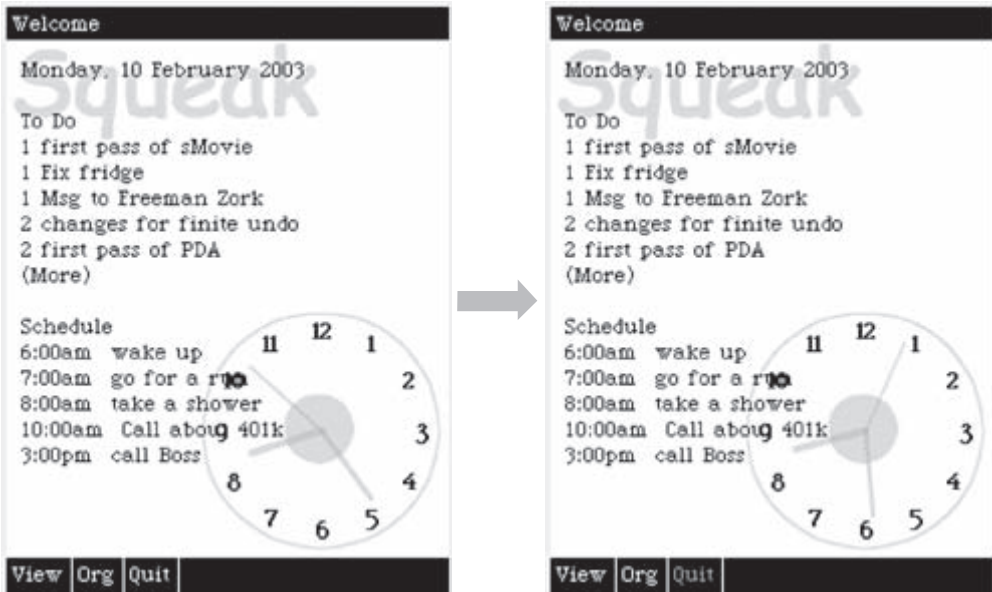 Welcome
Squeak
Monday, 10 February 2003
To Do
1 first pass of sMovie
1 Fix fridge
1 Msg to Freeman Zork
2 changes for finite undo
2 first pass of PDA
(More)
Schedule
6:00am wake up
7:00am go for a
8:00am take a shower
10:00am Call 401k
3:00pm call Boss
12
1
2
3
4
5
6
7
8
9
10
11
View Org Quit
Welcome
Squeak
Monday, 10 February 2003
To Do
1 first pass of sMovie
1 Fix fridge
1 Msg to Freeman Zork
2 changes for finite undo
2 first pass of PDA
(More)
Schedule
6:00am wake up
7:00am go for a
8:00am take a shower
10:00am Call 401k
3:00pm call Boss
12
1
2
3
4
5
6
7
8
9
10
11
View Org Quit